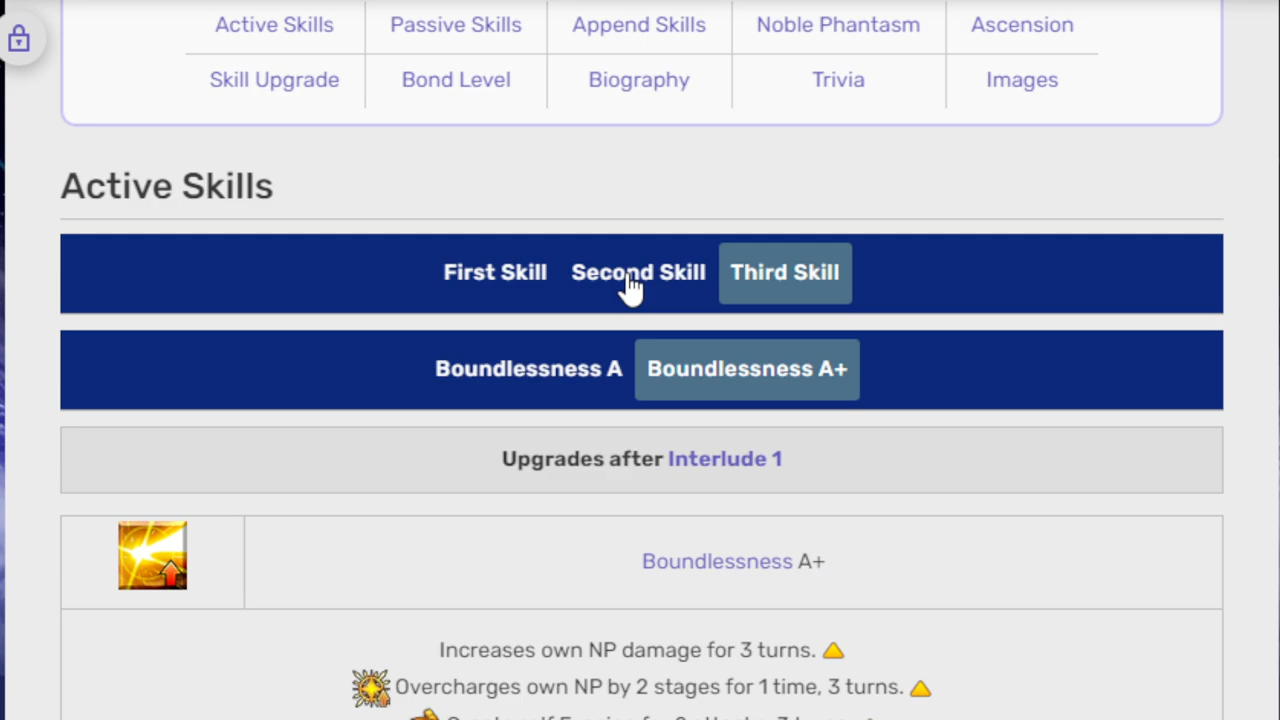 Active Skills Passive Skills Append Skills Noble Phantasm Ascension
Skill Upgrade Bond Level Biography Trivia Images
Active Skills
First Skill Second Skill Third Skill
Boundlessness A Boundlessness A+
Upgrades after Interlude 1
Boundlessness A+
Increases own NP damage for 3 turns.
Overcharges own NP by 2 stages for 1 time, 3 turns.